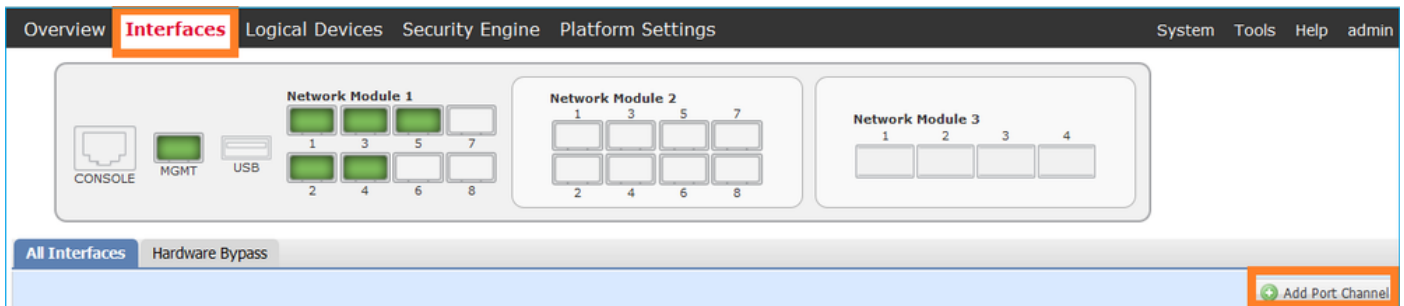 Overview Interfaces Logical Devices Security Engine Platform Settings System Tools Help admin
Network Module 1
1 3 5 7
2 4 6 8
CONSOLE MGMT USB
Network Module 2
1 3 5 7
2 4 6 8
Network Module 3
1 2 3 4
All Interfaces Hardware Bypass
Add Port Channel